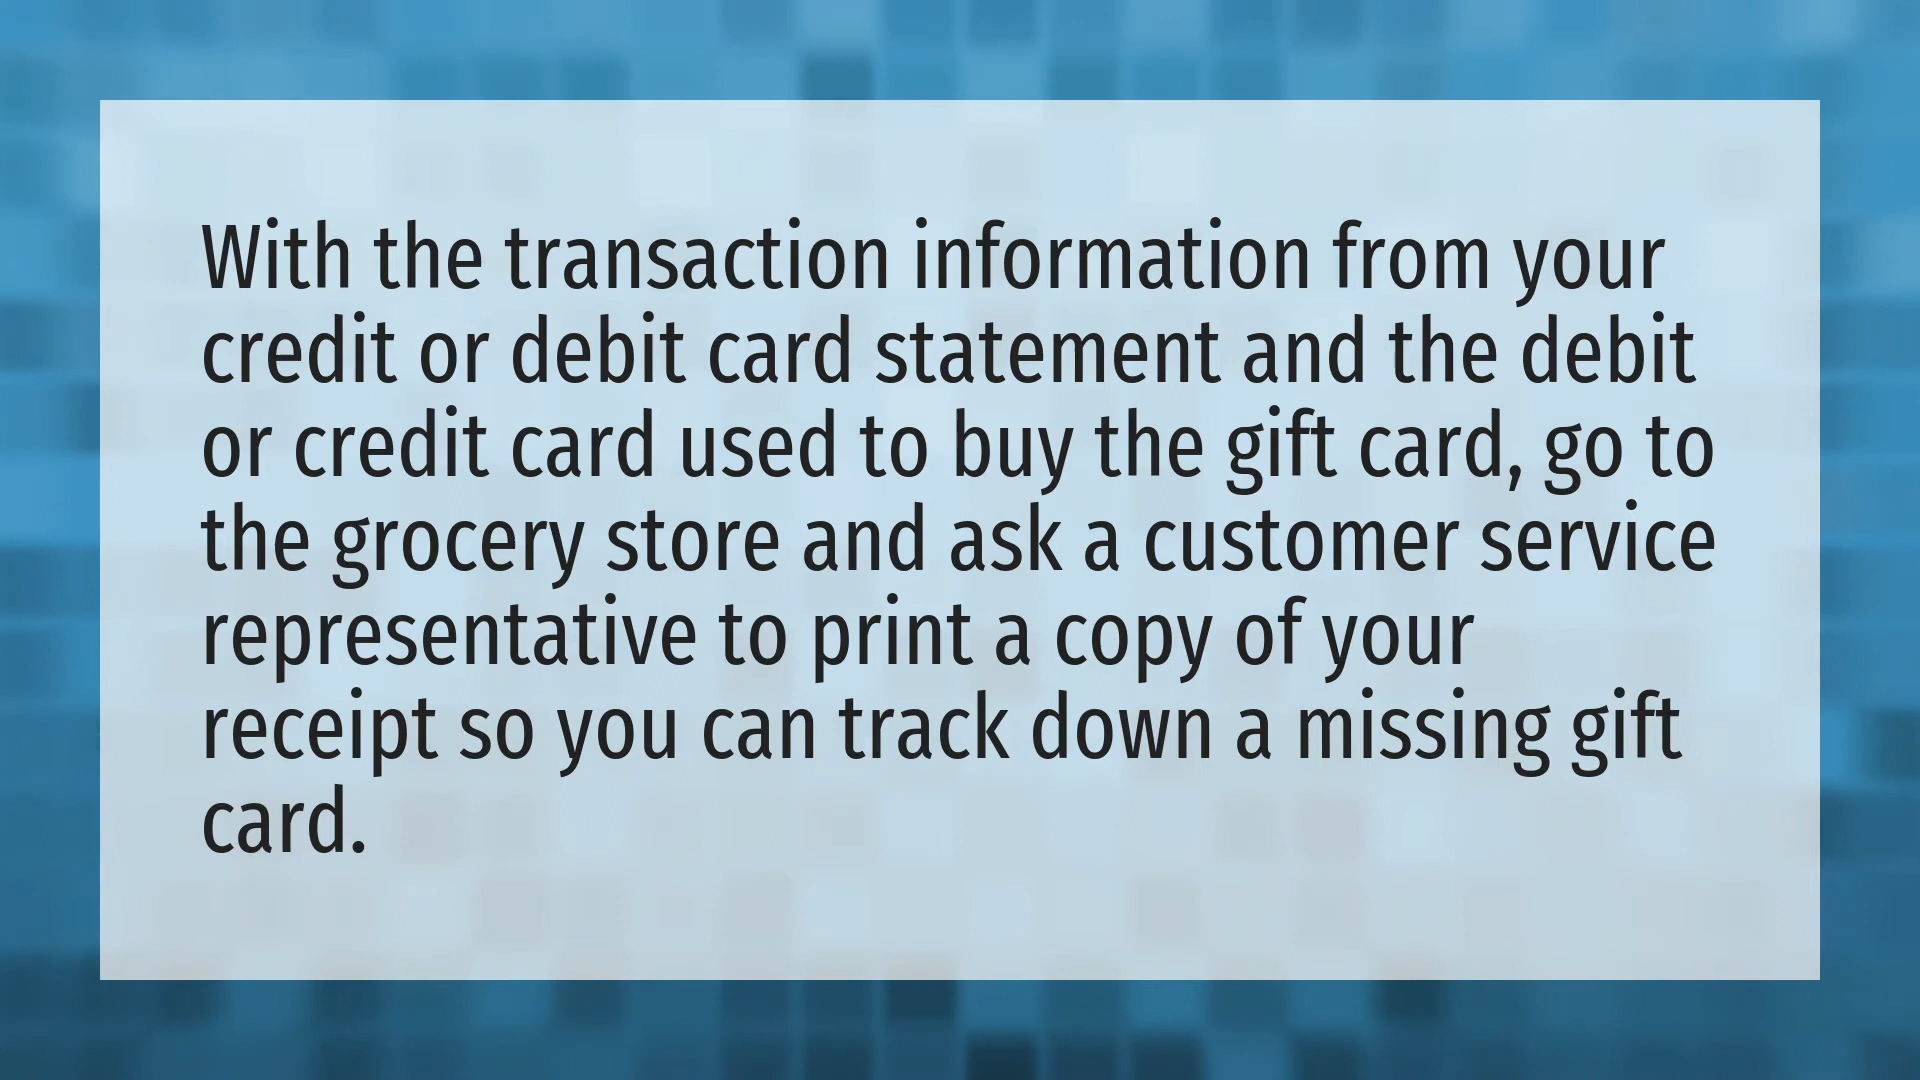 With the transaction information from your
credit or debit card statement and the debit
or credit card used to buy the gift card, go to
the grocery store and ask a customer service
representative to print a copy of your
receipt so you can track down a missing gift
card.